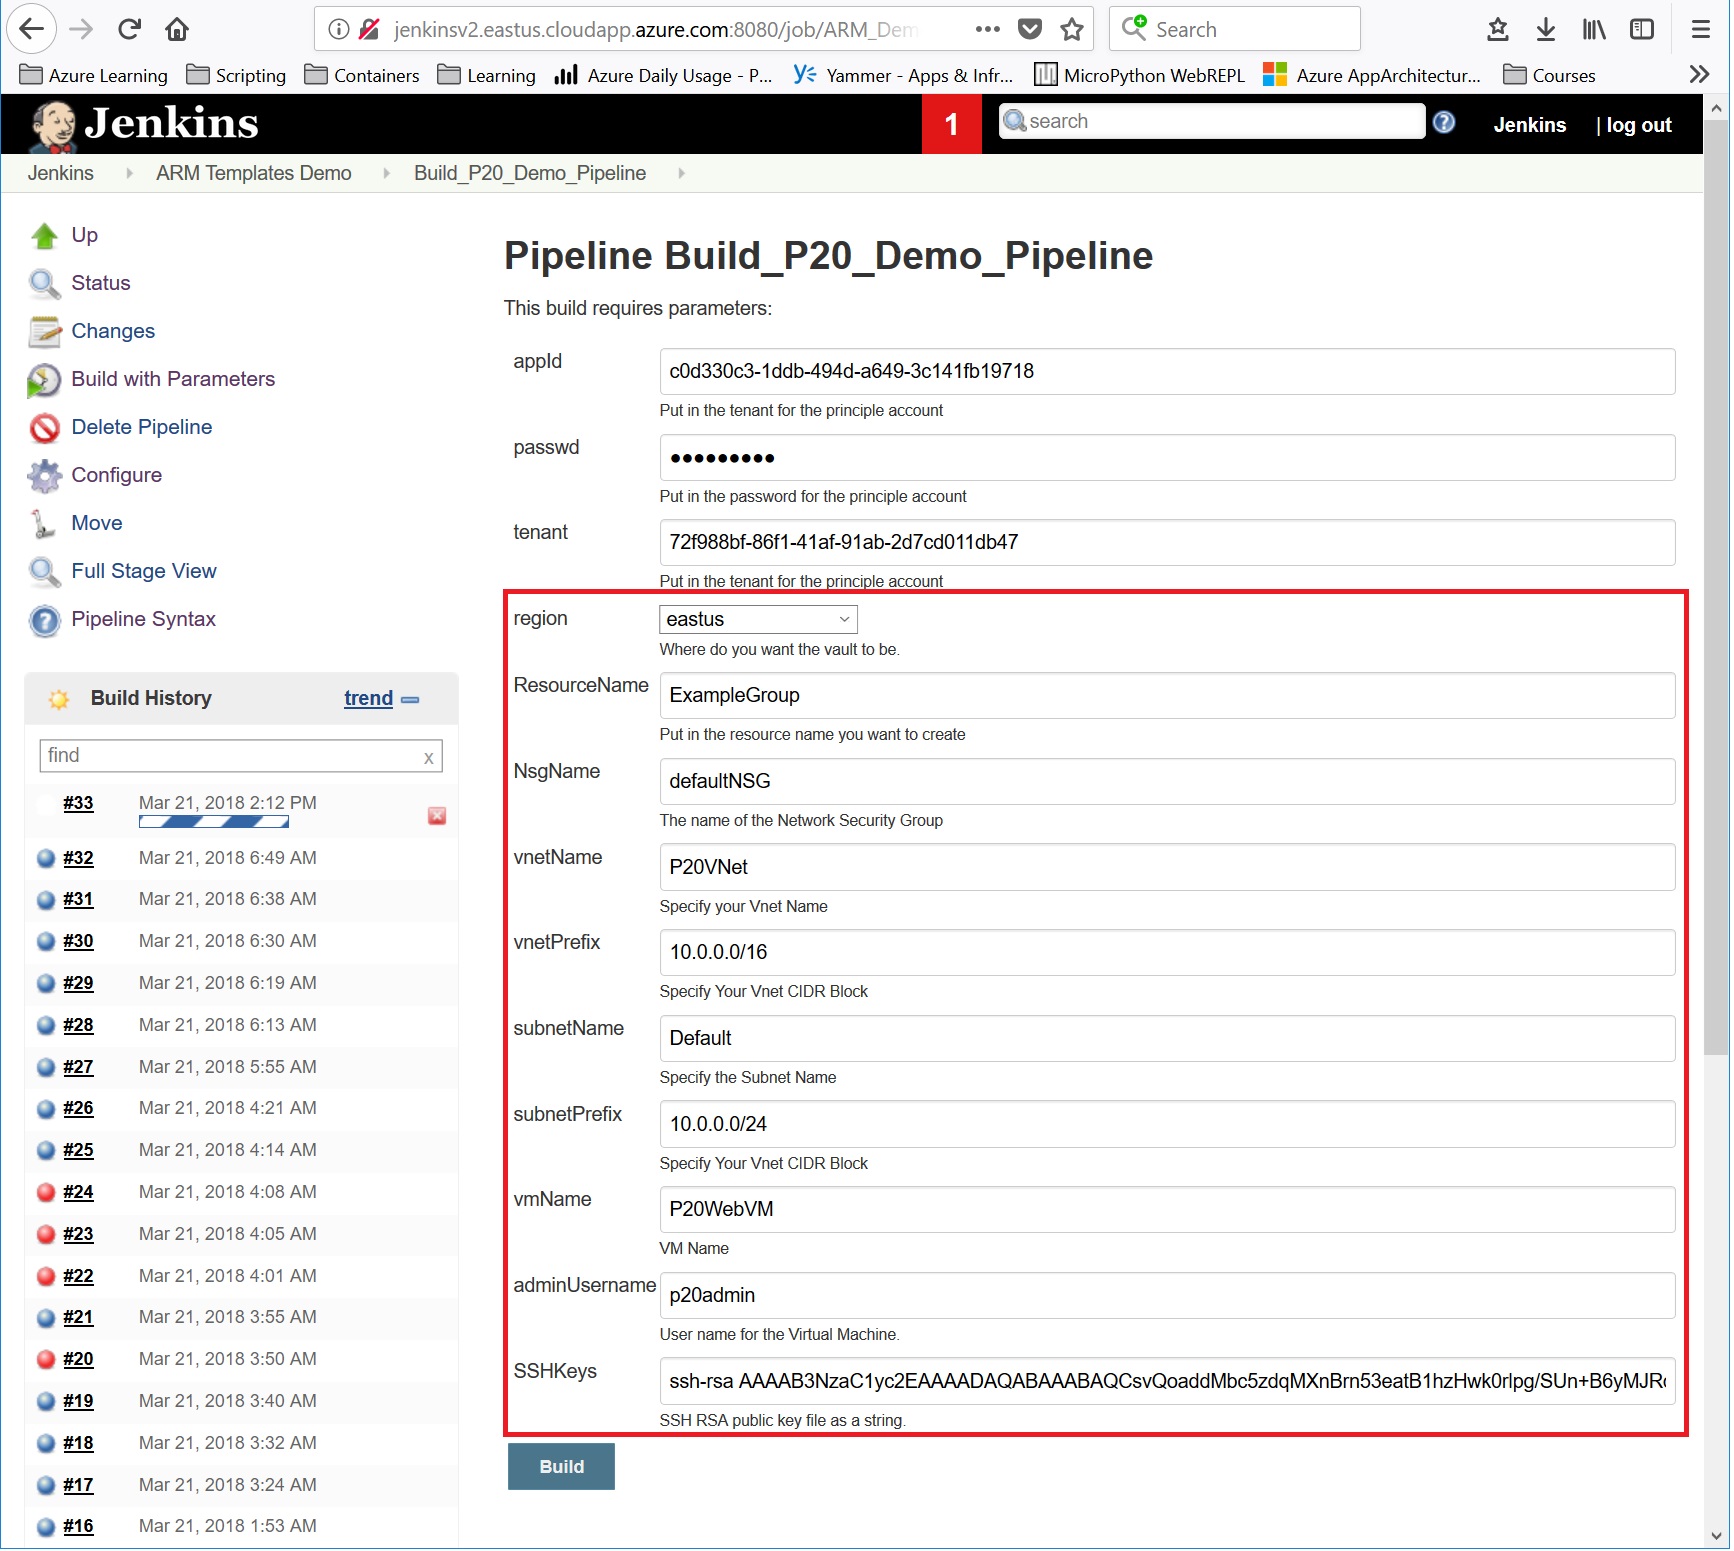 jenkinsv2.eastus.cloudapp.azure.com:8080/job/ARM_Dem
Search
Azure Learning
Scripting
Containers
Learning
Azure Daily Usage - P...
Yammer - Apps & Infr...
MicroPython WebREPL
Azure AppArchitectur...
Courses
Jenkins
1
search
Jenkins
| log out
Jenkins
ARM Templates Demo
Build_P20_Demo_Pipeline
Up
Status
Changes
Build with Parameters
Delete Pipeline
Configure
Move
Full Stage View
Pipeline Syntax
Build History
trend
find
x
#33 Mar 21, 2018 2:12 PM
#32 Mar 21, 2018 6:49 AM
#31 Mar 21, 2018 6:38 AM
#30 Mar 21, 2018 6:30 AM
#29 Mar 21, 2018 6:19 AM
#28 Mar 21, 2018 6:13 AM
#27 Mar 21, 2018 5:55 AM
#26 Mar 21, 2018 4:21 AM
#25 Mar 21, 2018 4:14 AM
#24 Mar 21, 2018 4:08 AM
#23 Mar 21, 2018 4:05 AM
#22 Mar 21, 2018 4:01 AM
#21 Mar 21, 2018 3:55 AM
#20 Mar 21, 2018 3:50 AM
#19 Mar 21, 2018 3:40 AM
#18 Mar 21, 2018 3:32 AM
#17 Mar 21, 2018 3:24 AM
#16 Mar 21, 2018 1:53 AM
Pipeline Build_P20_Demo_Pipeline
This build requires parameters:
appId
c0d330c3-1ddb-494d-a649-3c141fb19718
Put in the tenant for the principle account
passwd
●●●●●●●●●
Put in the password for the principle account
tenant
72f988bf-86f1-41af-91ab-2d7cd011db47
Put in the tenant for the principle account
region
eastus
Where do you want the vault to be.
ResourceName
ExampleGroup
Put in the resource name you want to create
NsgName
defaultNSG
The name of the Network Security Group
vnetName
P20VNet
Specify your Vnet Name
vnetPrefix
10.0.0.0/16
Specify Your Vnet CIDR Block
subnetName
Default
Specify the Subnet Name
subnetPrefix
10.0.0.0/24
Specify Your Vnet CIDR Block
vmName
P20WebVM
VM Name
adminUsername
p20admin
User name for the Virtual Machine.
SSHKeys
ssh-rsa AAAAB3NzaC1yc2EAAAADAQABAAABAQCsvQoaddMbc5zdqMXnBrn53eatB1hzHwk0rlpg/SUn+B6yMJRc
SSH RSA public key file as a string.
Build